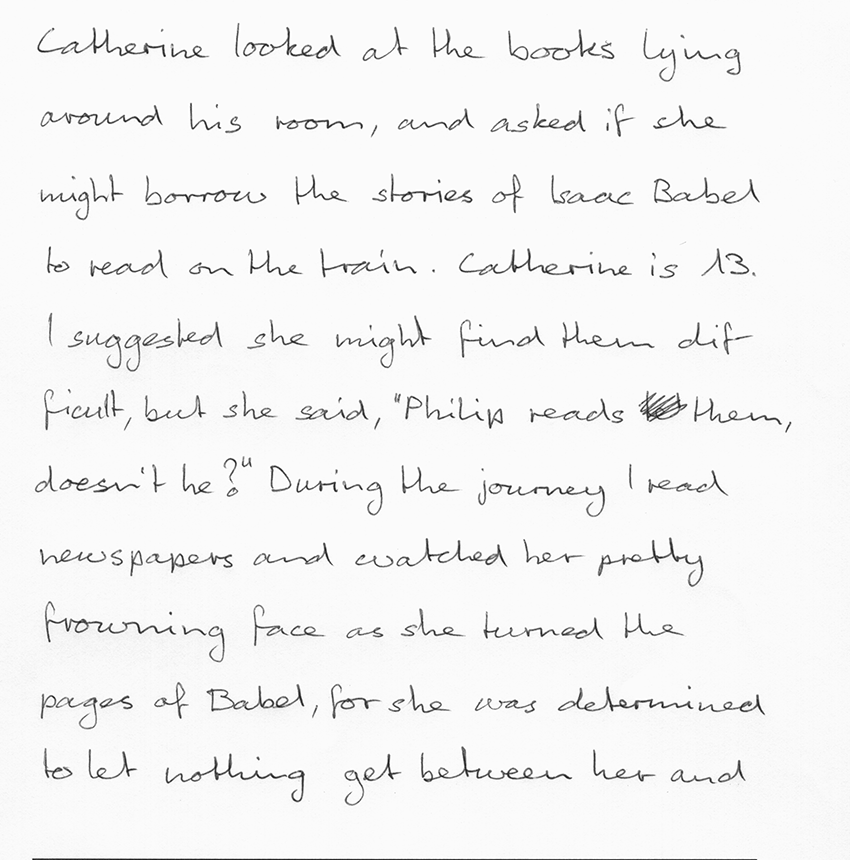 Catherine looked at the books lying
around his room, and asked if she
might borrow the stories of Isaac Babel
to read on the train. Catherine is 13.
I suggested she might find them dif-
ficult, but she said, "Philip reads them,
doesn't he?" During the journey I read
newspapers and watched her pretty
frowning face as she turned the
pages of Babel, for she was determined
to let nothing get between her and